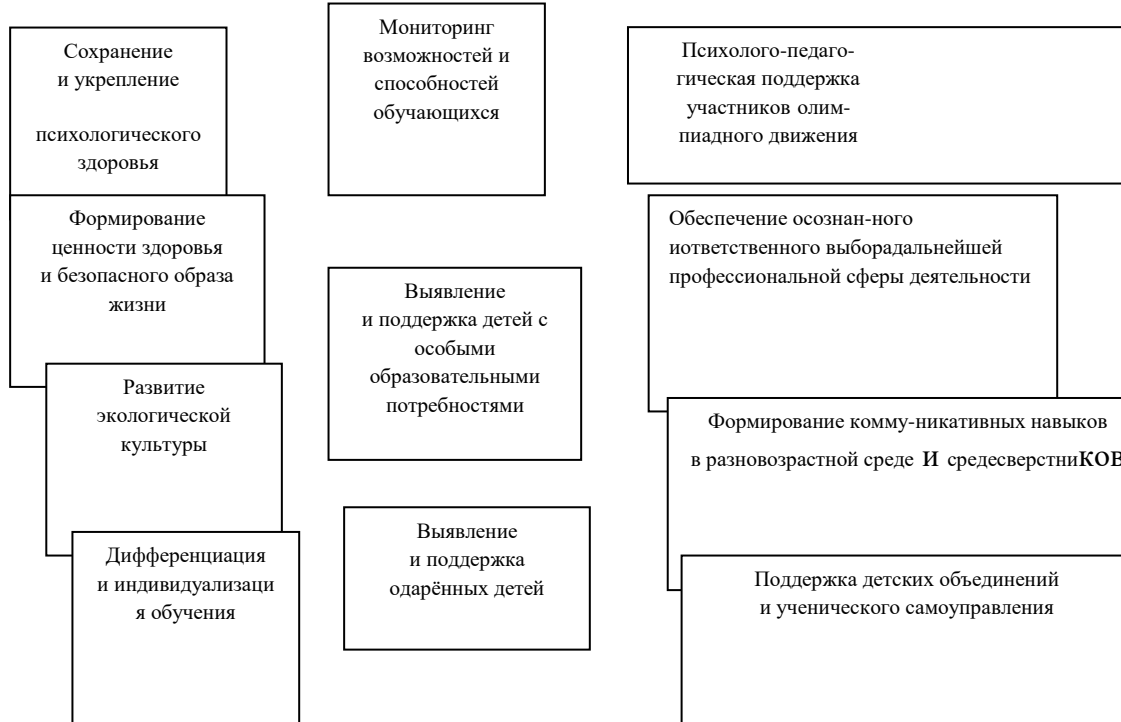 Сохранение
и укрепление
психологического
здоровья
Формирование
ценности здоровья
и безопасного образа
жизни
Развитие
экологической
культуры
Дифференциация
и индивидуализаци
я обучения
Мониторинг
возможностей и
способностей
обучающихся
Выявление
и поддержка детей с
особыми
образовательными
потребностями
Выявление
и поддержка
одарённых детей
Психолого-педаго-
гическая поддержка
участников олим-
пиадного движения
Обеспечение осознан-ного
иответственного выборадальнейшей
профессиональной сферы деятельности
Формирование комму-никативных навыков
в разновозрастной среде И средесверстниКОВ
Поддержка детских объединений
и ученического самоуправления